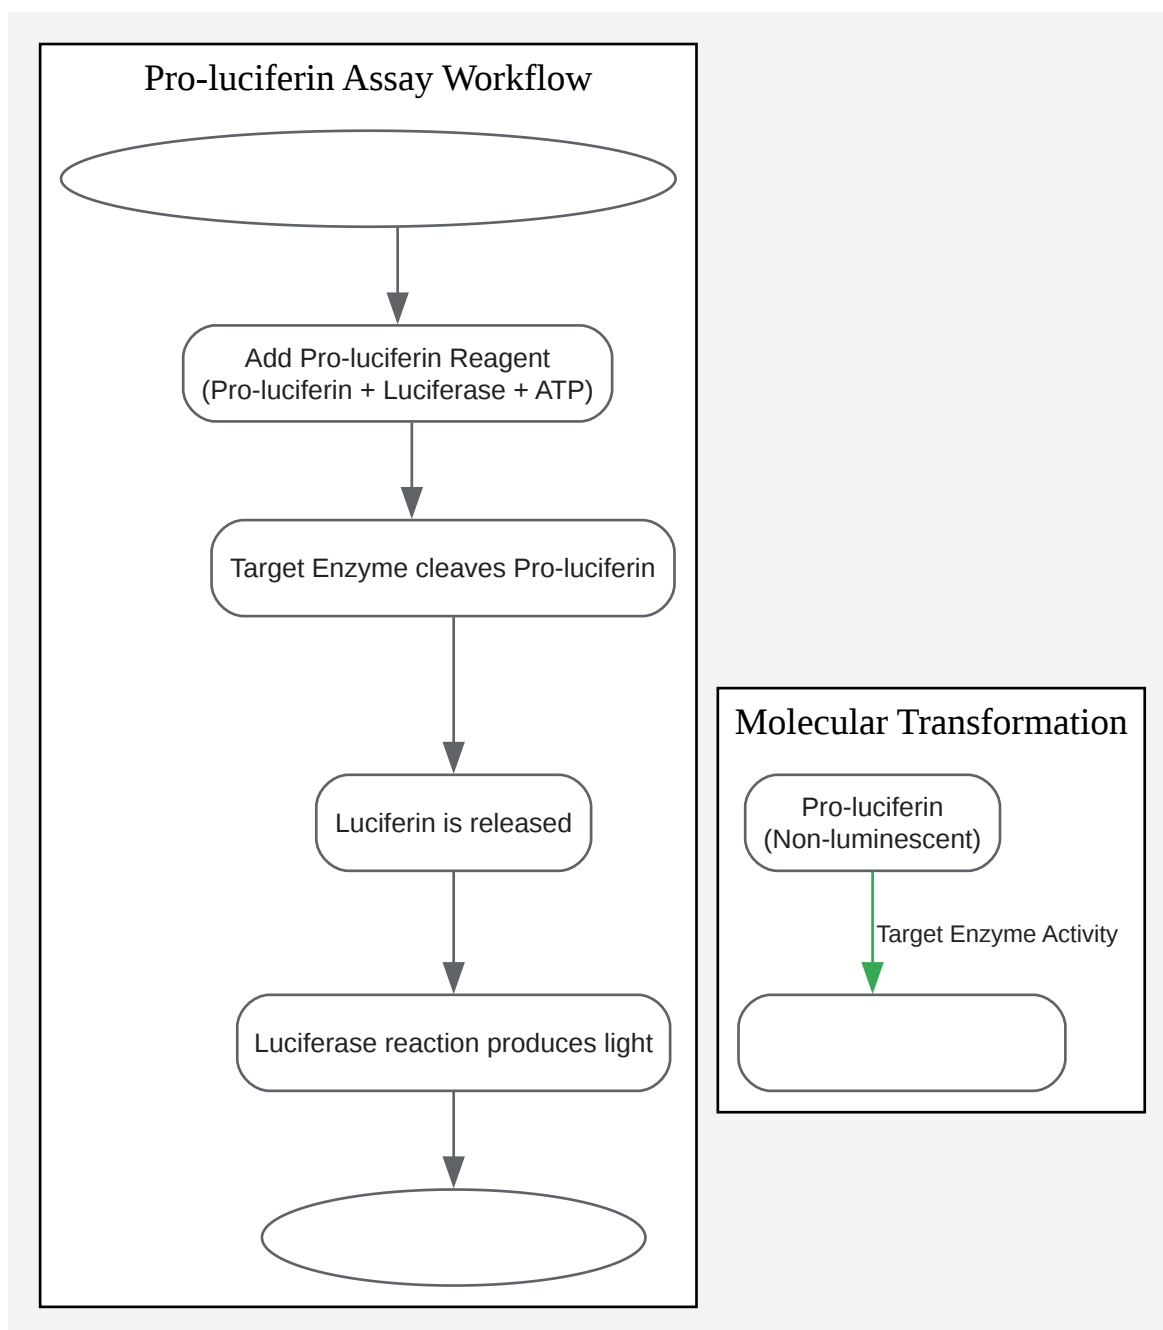 Pro-luciferin Assay Workflow
Add Pro-luciferin Reagent
(Pro-luciferin + Luciferase + ATP)
Target Enzyme cleaves Pro-luciferin
Luciferin is released
Luciferase reaction produces light
Molecular Transformation
Pro-luciferin
(Non-luminescent)
Target Enzyme Activity